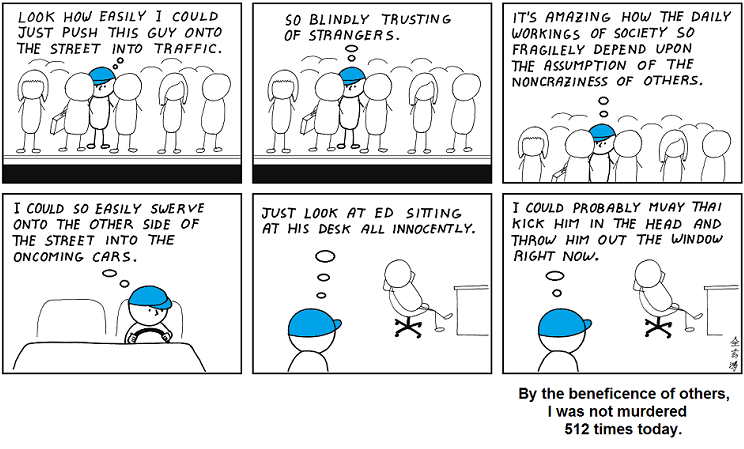 LOOK HOW EASILY I COULD
JUST PUSH THIS GUY ONTO
THE STREET INTO TRAFFIC.
SO BLINDLY TRUSTING
OF STRANGERS.
IT'S AMAZING HOW THE DAILY
WORKINGS OF SOCIETY SO
FRAGILELY DEPEND UPON
THE ASSUMPTION OF THE
NONCRAZINESS OF OTHERS.
I COULD SO EASILY SWERVE
ONTO THE OTHER SIDE OF
THE STREET INTO THE
ONCOMING CARS.
JUST LOOK AT ED SITTING
AT HIS DESK ALL INNOCENTLY.
I COULD PROBABLY MUAY THAI
KICK HIM IN THE HEAD AND
THROW HIM OUT THE WINDOW
RIGHT NOW.
By the beneficence of others,
I was not murdered
512 times today.